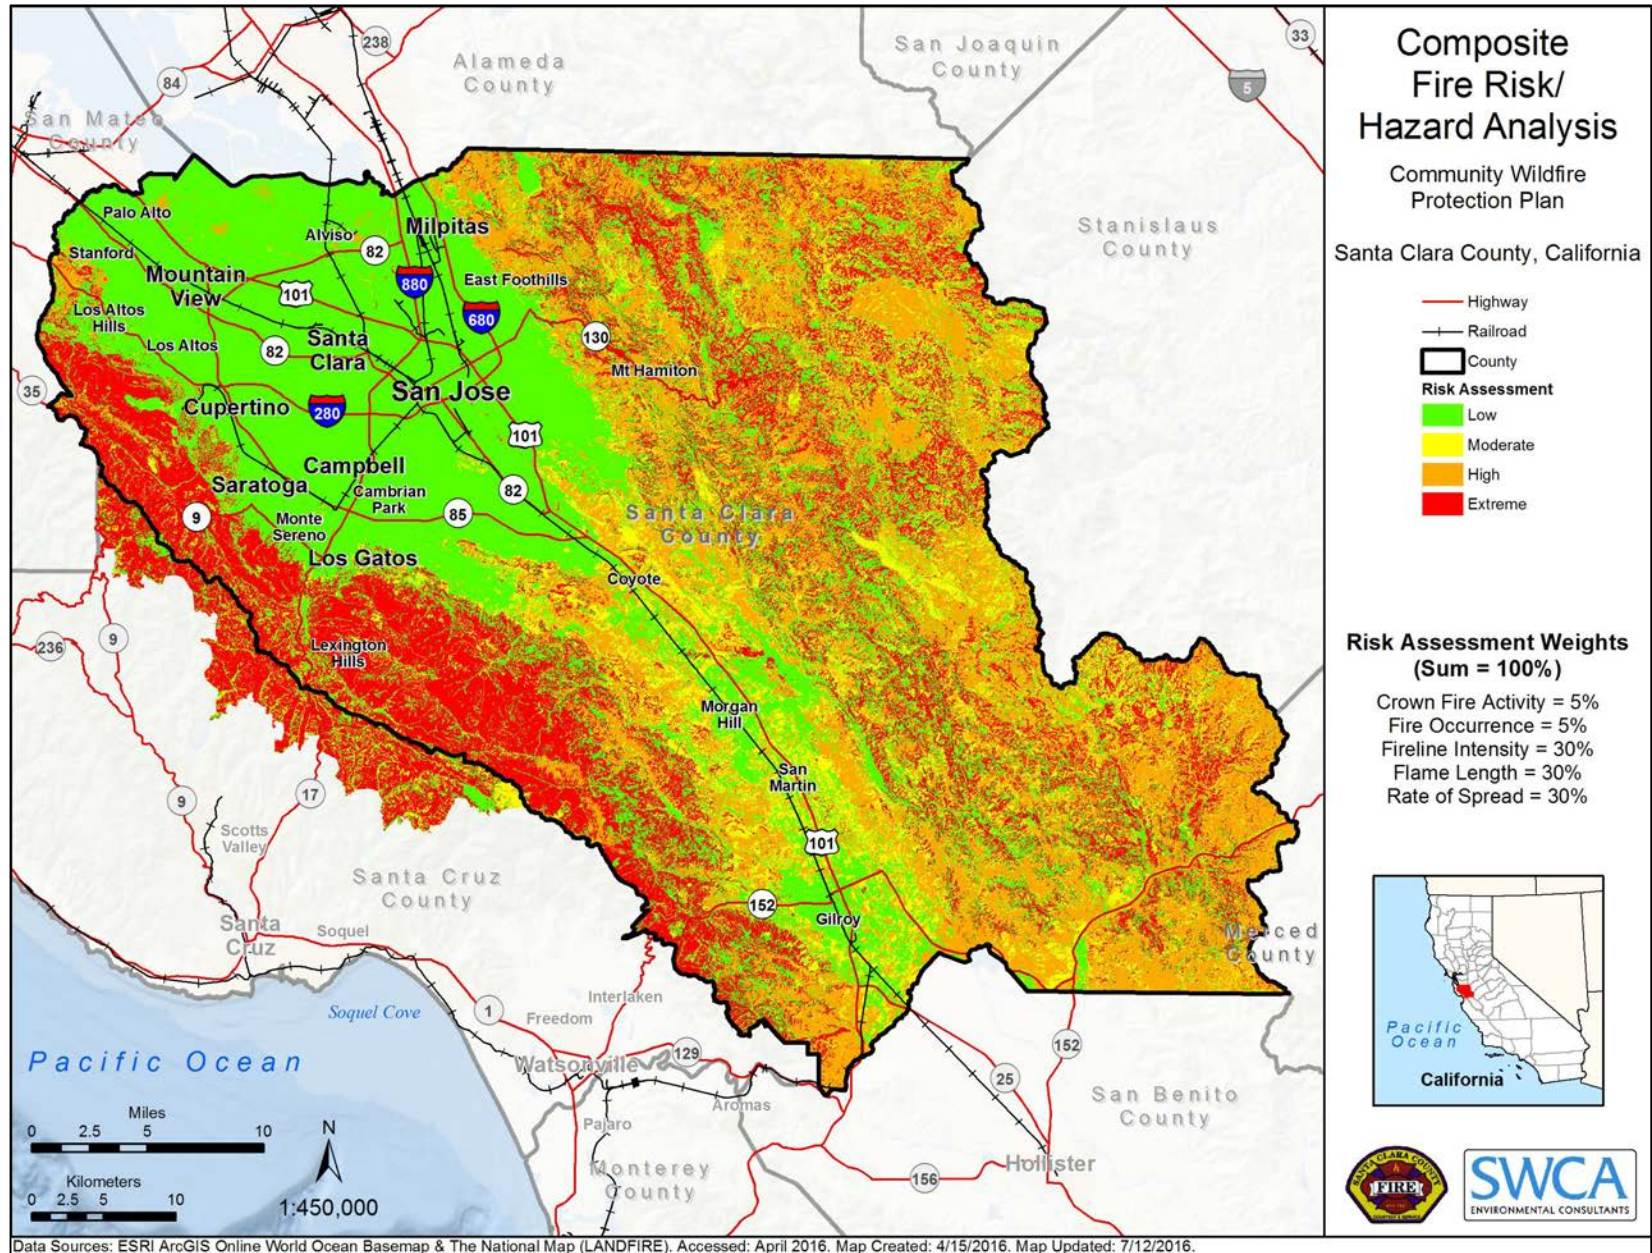 Composite
Fire Risk/
Hazard Analysis
Community Wildfire
Protection Plan
Santa Clara County, California
Highway
Railroad
County
Risk Assessment
Low
Moderate
High
Extreme
Risk Assessment Weights
(Sum = 100%)
Crown Fire Activity = 5%
Fire Occurrence = 5%
Fireline Intensity = 30%
Flame Length = 30%
Rate of Spread = 30%
Pacific
Ocean
California
SANTA CLARA COUNTY
FIRE
SWCA
ENVIRONMENTAL CONSULTANTS
238
84
33
5
Alameda
County
San Joaquin
County
San Mateo
County
Stanislaus
County
Palo Alto
Alviso
Milpitas
82
Stanford
Mountain
View
880
East Foothills
101
680
Los Altos
Hills
Los Altos
82
Santa
Clara
130
Mt Hamiton
35
San Jose
Cupertino
280
101
Campbell
Saratoga
Cambrian
Park
82
9
Monte
Sereno
85
Santa Clara
County
Los Gatos
Coyote
236
9
Lexington
Hills
Morgan
Hill
San
Martin
9
17
101
Scotts
Valley
Santa Cruz
County
152
Gilroy
Merced
County
Santa
Cruz
Soquel
Soquel Cove
1
Interlaken
Freedom
Pacific Ocean
Watsonville
129
152
25
Aromas
Pajaro
San Benito
County
Hollister
156
Monterey
County
Miles
0 2.5 5 10
Kilometers
0 2.5 5 10
N
1:450,000
Data Sources: ESRI ArcGIS Online World Ocean Basemap & The National Map (LANDFIRE). Accessed: April 2016. Map Created: 4/15/2016. Map Updated: 7/12/2016.